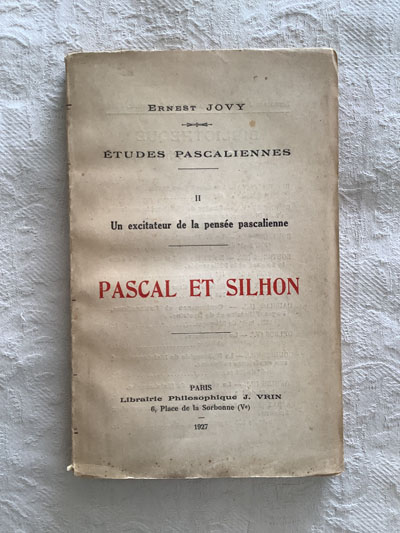 Ernest JOVY
ÉTUDES PASCALIENNES
II
Un excitateur de la pensée pascalienne
PASCAL ET SILHON
PARIS
Librairie Philosophique J. VRIN
6, Place de la Sorbonne (Ve)
1927